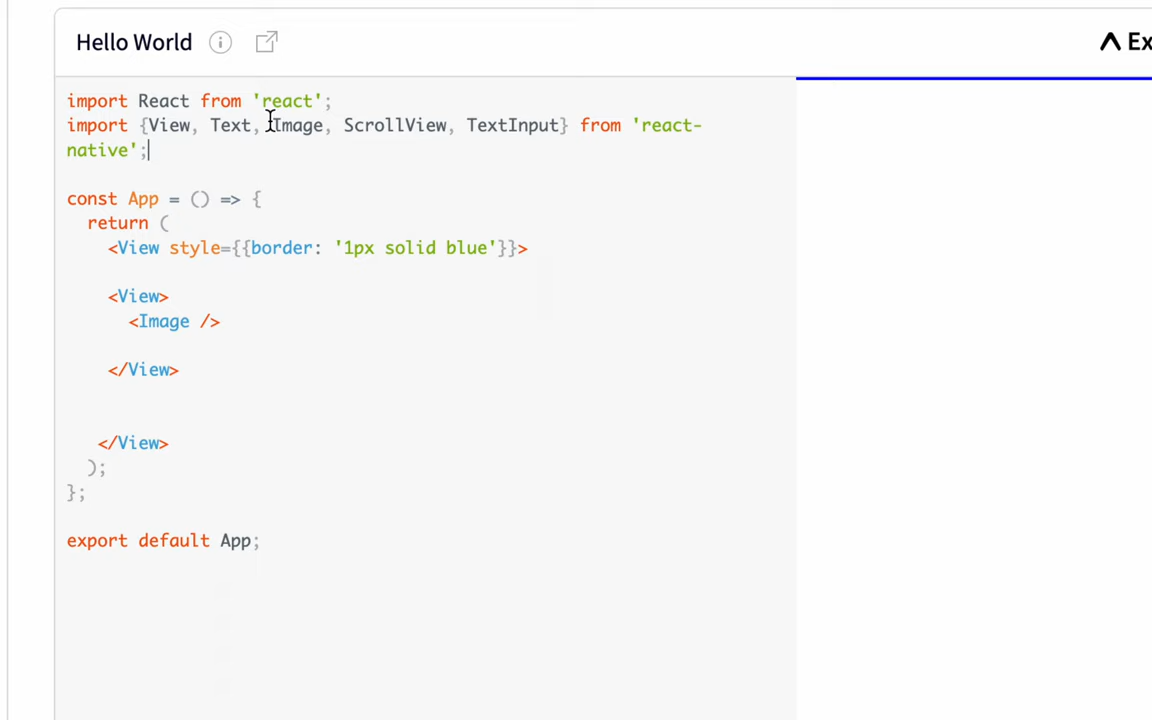 Hello World
Ex
import React from 'react';
import {View, Text, Image, ScrollView, TextInput} from 'react-
native';
const App = () => {
return (
<View style={{border: '1px solid blue'}}>
<View>
<Image />
</View>
</View>
);
};
export default App;